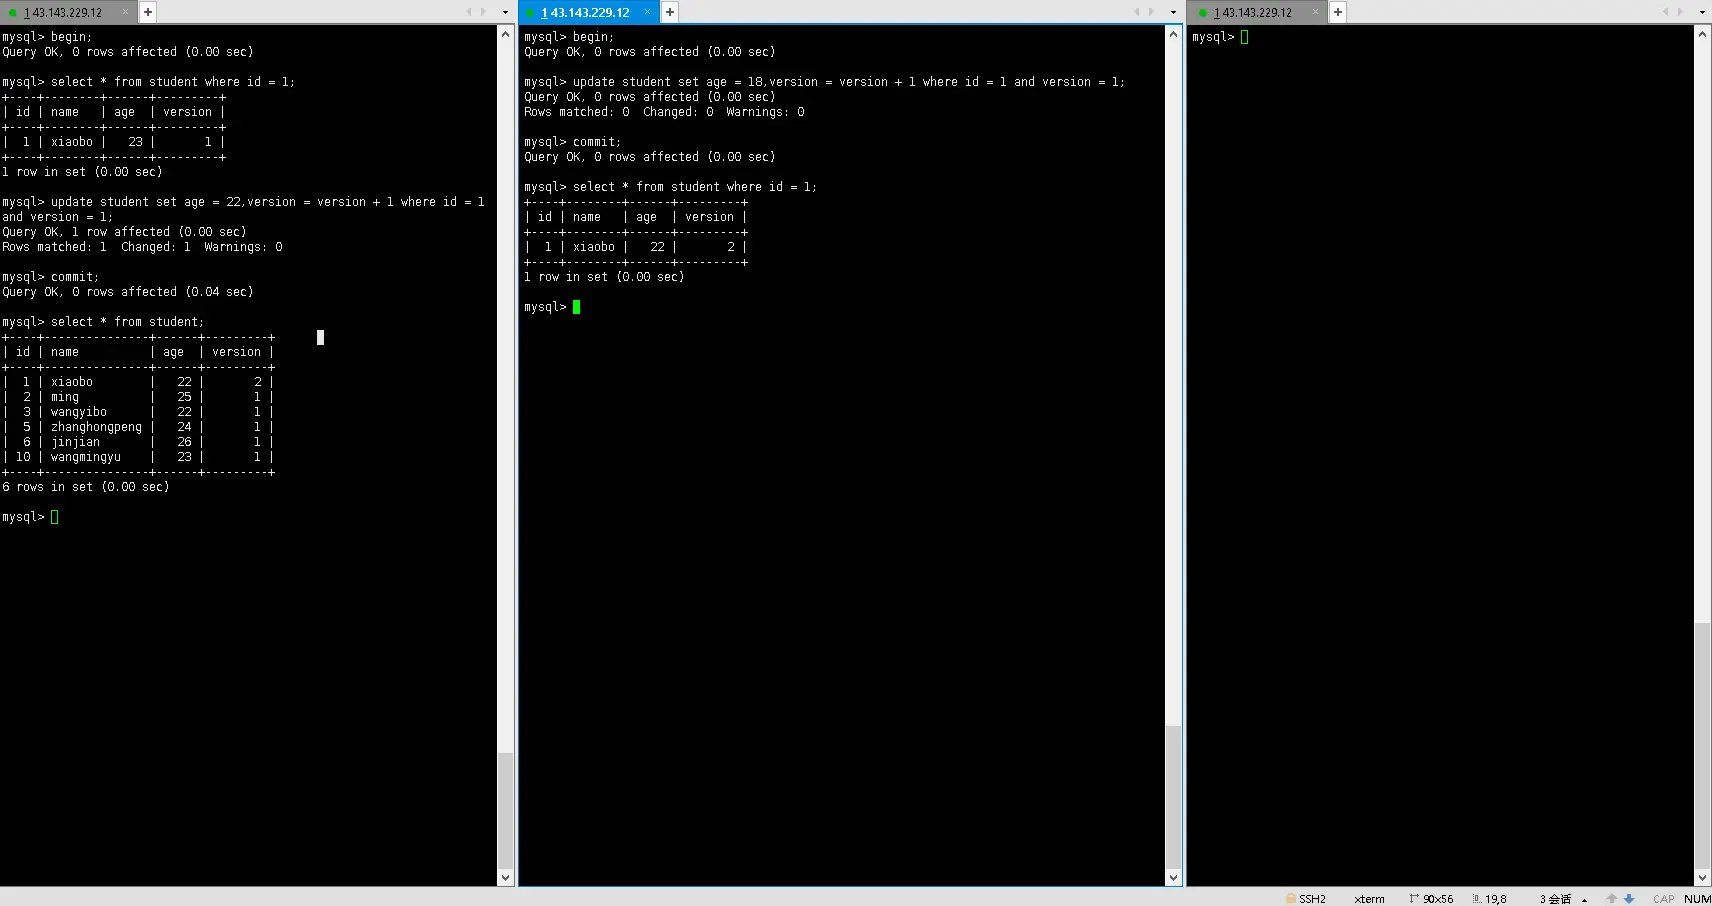 1 43.143.229.12 × +
mysql> begin;
Query OK, 0 rows affected (0.00 sec)
mysql> select * from student where id = 1;
+----+--------+------+---------+
| id | name   | age  | version |
+----+--------+------+---------+
|  1 | xiaobo |   23 |       1 |
+----+--------+------+---------+
1 row in set (0.00 sec)
mysql> update student set age = 22,version = version + 1 where id = 1
and version = 1;
Query OK, 1 row affected (0.00 sec)
Rows matched: 1  Changed: 1  Warnings: 0
mysql> commit;
Query OK, 0 rows affected (0.04 sec)
mysql> select * from student;
+----+--------------+------+---------+
| id | name         | age  | version |
+----+--------------+------+---------+
|  1 | xiaobo       |   22 |       2 |
|  2 | ming         |   25 |       1 |
|  3 | wangyibo     |   22 |       1 |
|  5 | zhanghongpeng |   24 |       1 |
|  6 | jinjian      |   26 |       1 |
| 10 | wangmingyu   |   23 |       1 |
+----+--------------+------+---------+
6 rows in set (0.00 sec)
mysql>
1 43.143.229.12 × +
mysql> begin;
Query OK, 0 rows affected (0.00 sec)
mysql> update student set age = 18,version = version + 1 where id = 1 and version = 1;
Query OK, 0 rows affected (0.00 sec)
Rows matched: 0  Changed: 0  Warnings: 0
mysql> commit;
Query OK, 0 rows affected (0.00 sec)
mysql> select * from student where id = 1;
+----+--------+------+---------+
| id | name   | age  | version |
+----+--------+------+---------+
|  1 | xiaobo |   22 |       2 |
+----+--------+------+---------+
1 row in set (0.00 sec)
mysql>
1 43.143.229.12 × +
mysql>
SSH2 xterm 90×56 19,8 3 会话 CAP NUM